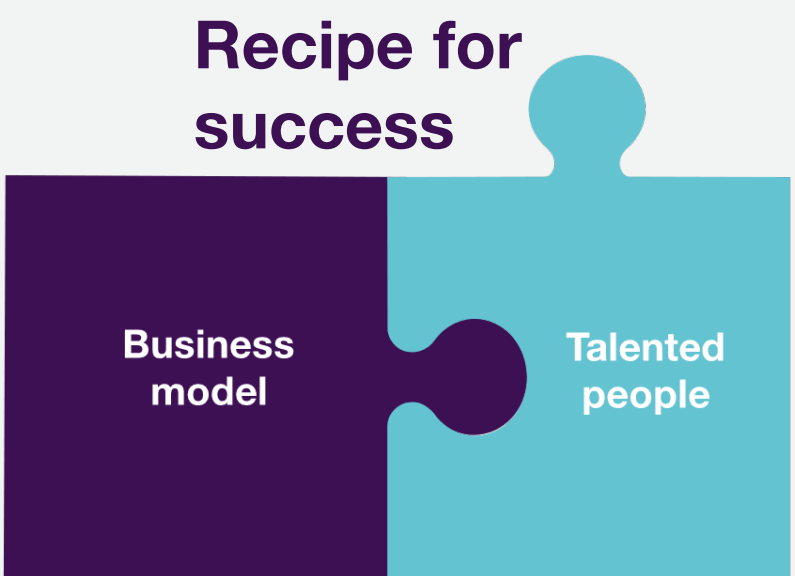 Recipe for
success
Business
model
Talented
people